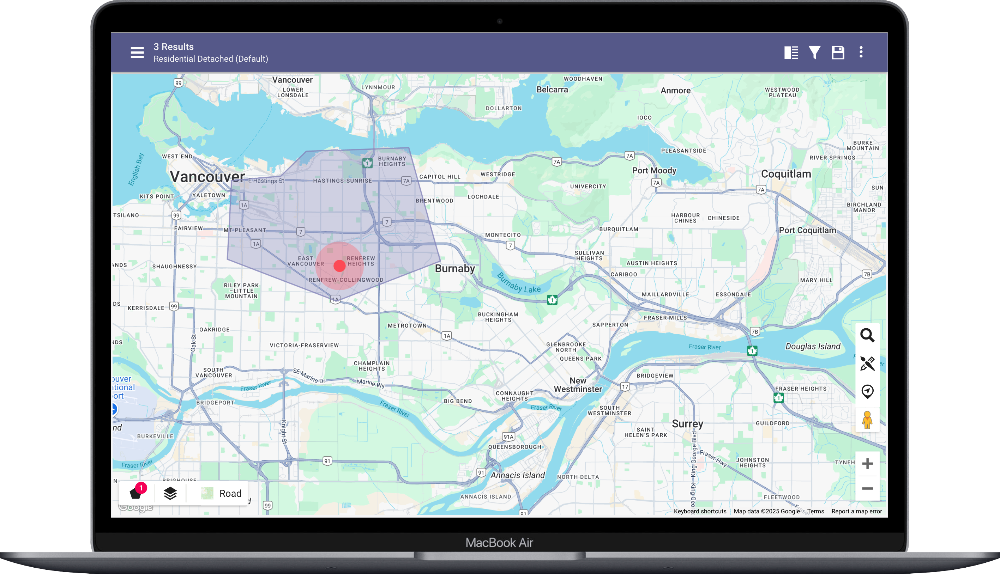 3 Results
Residential Detached (Default)
99
North
Vancouver
LOWER
LONSDALE
LYNNMOUR
DOLLARTON
WOODHAVEN
Belcarra
Anmore
WESTWOOD
PLATEAU
IOCO
BURKE
MOUNTAIN
PLEASANTSIDE
RIVER SPRINGS
English Bay
WEST END
Vancouver
E Hastings St
HASTINGS-SUNRISE
1
BURNABY
HEIGHTS
7A
CAPITOL HILL
WESTRIDGE
7A
7A
Port Moody
7A
Coquitlam
7A
UNIVERCITY
SUN
KITS POINT
YALETOWN
1A
BRENTWOOD
LOCHDALE
BIRCHLAND
MANOR
TSILANO
99
HARBOUR
CHINES
CHINESIDE
FAIRVIEW
MT PLEASANT
7
7
BURQUITLAM
Port Coquitlam
MONTECITO
7
1A
EAST
VANCOUVER
RENFREW
HEIGHTS
SULLIVAN
HEIGHTS
AUSTIN HEIGHTS
ANDS
SHAUGHNESSY
Burnaby
CARIBOO
7B
RENFREW-COLLINGWOOD
Burnaby Lake
MARY HILL
RILEY PARK
–LITTLE
MOUNTAIN
1A
1
MAILLARDVILLE
ESSONDALE
DS
KERRISDALE
99
BUCKINGHAM
HEIGHTS
FRASER MILLS
METROTOWN
SAPPERTON
OAKRIDGE
1A
7B
NDS
Oak St
VICTORIA-FRASERVIEW
GLENBROOKE
NORTH
Fraser River
1
Douglas Island
QUEENS PARK
CHAMPLAIN
HEIGHTS
SOUTH
VANCOUVER
SE Marine Dr
Marine Wy
BRIDGEVIEW
er
ouver
ational
ort
Fraser River
New
Westminster
17
FRASER HEIGHTS
1
BRIDGEPORT
Fraser River
BIG BEND
CONNAUGHT
HEIGHTS
Fraser River
SOUTH
WESTMINSTER
nd
Knight St
Surrey
GUILDFORD
BURKEVILLE
91A
SAINT
HELEN'S PARK
King George Blvd
QUEENSBOROUGH
Fraser Hwy
Fraser River
91
JOHNSTON
HEIGHTS
TYNEH
91
Annacis Island
NORTH DELTA
King Geor
N
BRIGHOUSE
1
Road
d
99
ANNACIS ISLAND
FLEETWOOD
91
Google
Keyboard shortcuts
Map data ©2025 Google
Terms
Report a map error
MacBook Air